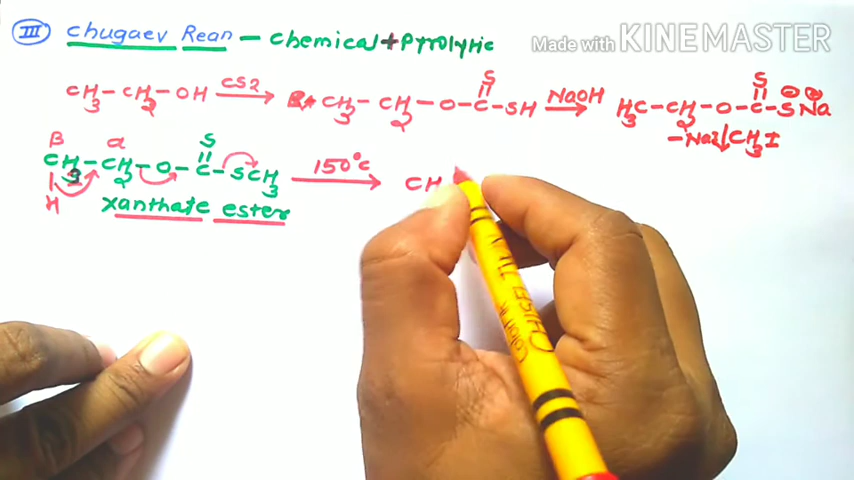 III Chugaev Rean - chemical + Pyrolytic
Made with KINEMASTER
CH3-CH2-OH CS2 → CH3-CH2-O-C-SH NaOH → H3C-CH2-O-C-S⊖Na⊕
S S
-NaI ↓ CH3I
β α S
CH3-CH2-O-C-SCH3 150°C → CH
H xanthate ester